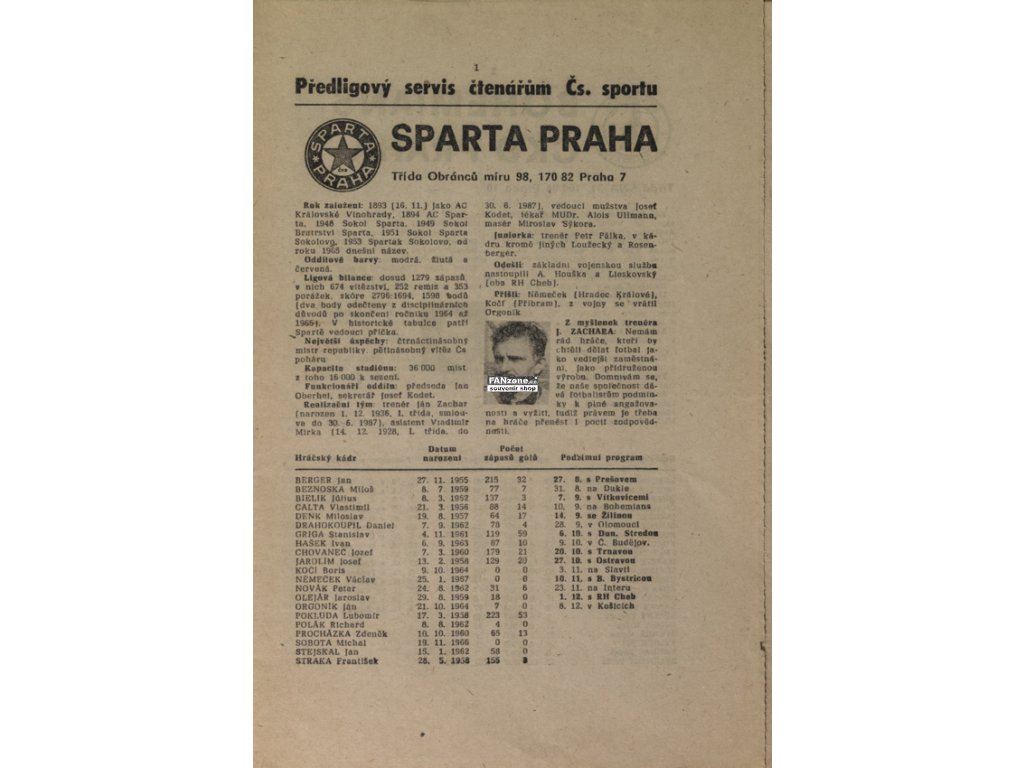 1
Předligový servis čtenářům Čs. sportu
SPARTA PRAHA
ČKD
SPARTA PRAHA
Třída Obránců míru 98, 170 82 Praha 7
Rok založení: 1893 (16. 11.) jako AC
Královské Vinohrady, 1894 AC Spar-
ta, 1948 Sokol Sparta, 1949 Sokol
Bratrství Sparta, 1951 Sokol Sparta
Sokolovo, 1953 Spartak Sokolovo, od
roku 1965 dnešní název.
Oddílové barvy: modrá, žlutá a
červená.
Ligová bilance: dosud 1279 zápasů,
v nich 674 vítězství, 252 remíz a 353
porážek, skóre 2796:1694, 1598 bodů
(dva body odečteny z disciplinárních
důvodů po skončení ročníku 1964 až
1965). V historické tabulce patří
Spartě vedoucí příčka.
Největší úspěchy: čtrnáctinásobný
mistr republiky, pětinásobný vítěz Čs
poháru
Kapacita stadiónu: 36 000 míst
z toho 16 000 k sezení.
Funkcionáři oddílu: předseda Jan
Oberhel, sekretář Josef Kodet.
Realizační tým: trenér Ján Zachar
(narozen 1. 12. 1936, I. třída, smlou-
va do 30. 6. 1987), asistent Vladimír
Mirka (14. 12. 1928, I. třída, do
30. 6. 1987), vedoucí mužstva Josef
Kodet, lékař MUDr. Alois Ullmann,
masér Miroslav Sýkora.
Juniorka: trenér Petr Pálka, v ká-
dru kromě jiných Loužecký a Rosen-
berger.
Odešli: základní vojenskou službu
nastoupili A. Houška a Lieskovský
(oba RH Cheb).
Přišli: Němeček (Hradec Králové),
Kočí (Příbram), z vojny se vrátil
Orgoník
Z myšlenek trenéra
J. ZACHARA: Nemám
rád hráče, kteří by
chtěli dělat fotbal ja-
ko vedlejší zaměstná-
ní, jako přidruženou
výrobu. Domnívám se,
že naše společnost dá-
vá fotbalistům podmín-
ky k plné angažova-
nosti a vyžití, tudíž právem je třeba
na hráče přenést i pocit zodpověd-
nosti.
FANzone.cz
souvenir shop
Hráčský kádr Datum narození Počet zápasů gólů Podzimní program
BERGER Jan 27. 11. 1955 215 32 27. 8. s Prešovem
BEZNOSKA Miloš 8. 7. 1959 77 7 31. 8. na Dukle
BIELIK Július 8. 3. 1962 137 3 7. 9. s Vítkovicemi
CALTA Vlastimil 21. 3. 1956 88 14 10. 9. na Bohemians
DENK Miloslav 19. 8. 1957 64 17 14. 9. se Žilinou
DRAHOKOUPIL Daniel 7. 9. 1962 78 4 28. 9. v Olomouci
GRIGA Stanislav 4. 11. 1961 119 59 6. 10. s Dun. Stredou
HAŠEK Ivan 6. 9. 1963 87 10 9. 10. v Č. Budějov.
CHOVANEC Jozef 7. 3. 1960 179 21 20. 10. s Trnavou
JAROLÍM Josef 13. 2. 1958 129 20 27. 10. s Ostravou
KOČÍ Boris 9. 10. 1964 0 0 3. 11. na Slavii
NĚMEČEK Václav 25. 1. 1967 0 0 10. 11. s B. Bystricou
NOVÁK Petar 24. 8. 1962 31 6 23. 11. na Interu
OLEJÁR Jaroslav 29. 8. 1959 18 0 1. 12. s RH Cheb
ORGONÍK Ján 21. 10. 1964 7 0 8. 12. v Košicích
POKLUDA Lubomír 17. 3. 1958 223 53
POLÁK Richard 8. 8. 1962 4 0
PROCHÁZKA Zdeněk 10. 10. 1960 65 13
SOBOTA Michal 19. 11. 1966 0 0
STEJSKAL Jan 15. 1. 1962 58 0
STRAKA František 28. 5. 1958 155